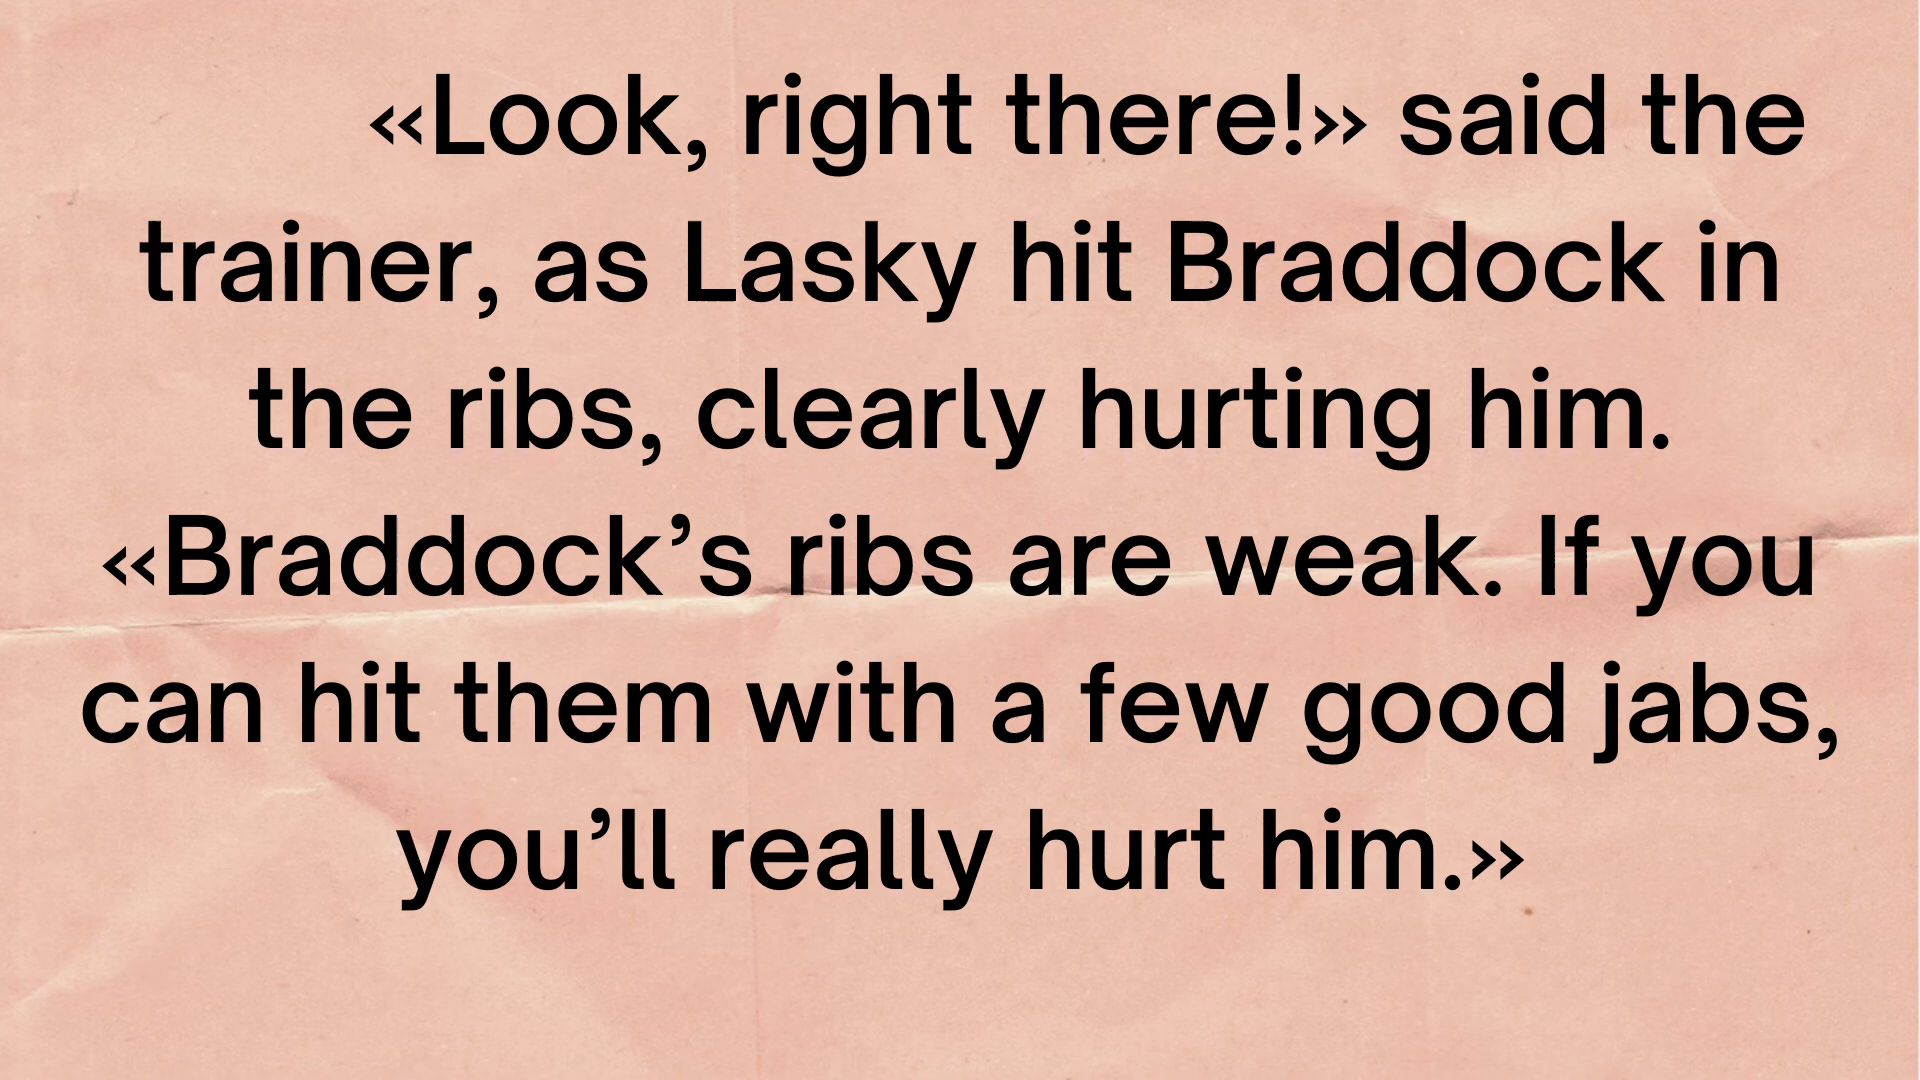 «Look, right there!» said the
trainer, as Lasky hit Braddock in
the ribs, clearly hurting him.
«Braddock’s ribs are weak. If you
can hit them with a few good jabs,
you’ll really hurt him.»